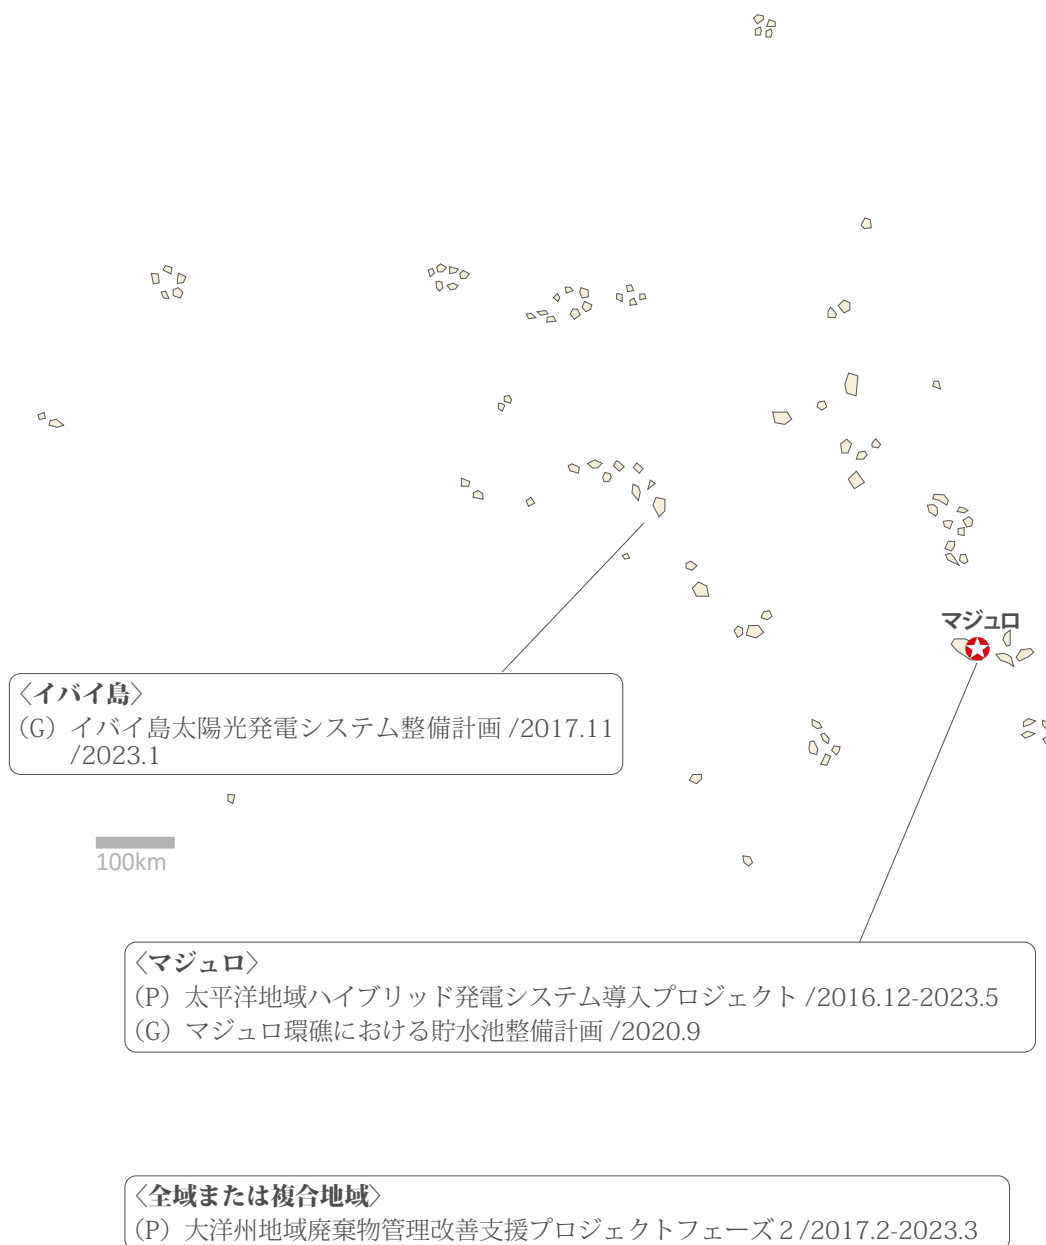 マジュロ
〈イバイ島〉
（G）イバイ島太陽光発電システム整備計画 /2017.11
/2023.1
100km
〈マジュロ〉
（P）太平洋地域ハイブリッド発電システム導入プロジェクト /2016.12-2023.5
（G）マジュロ環礁における貯水池整備計画 /2020.9
〈全域または複合地域〉
（P）大洋州地域廃棄物管理改善支援プロジェクトフェーズ２/2017.2-2023.3